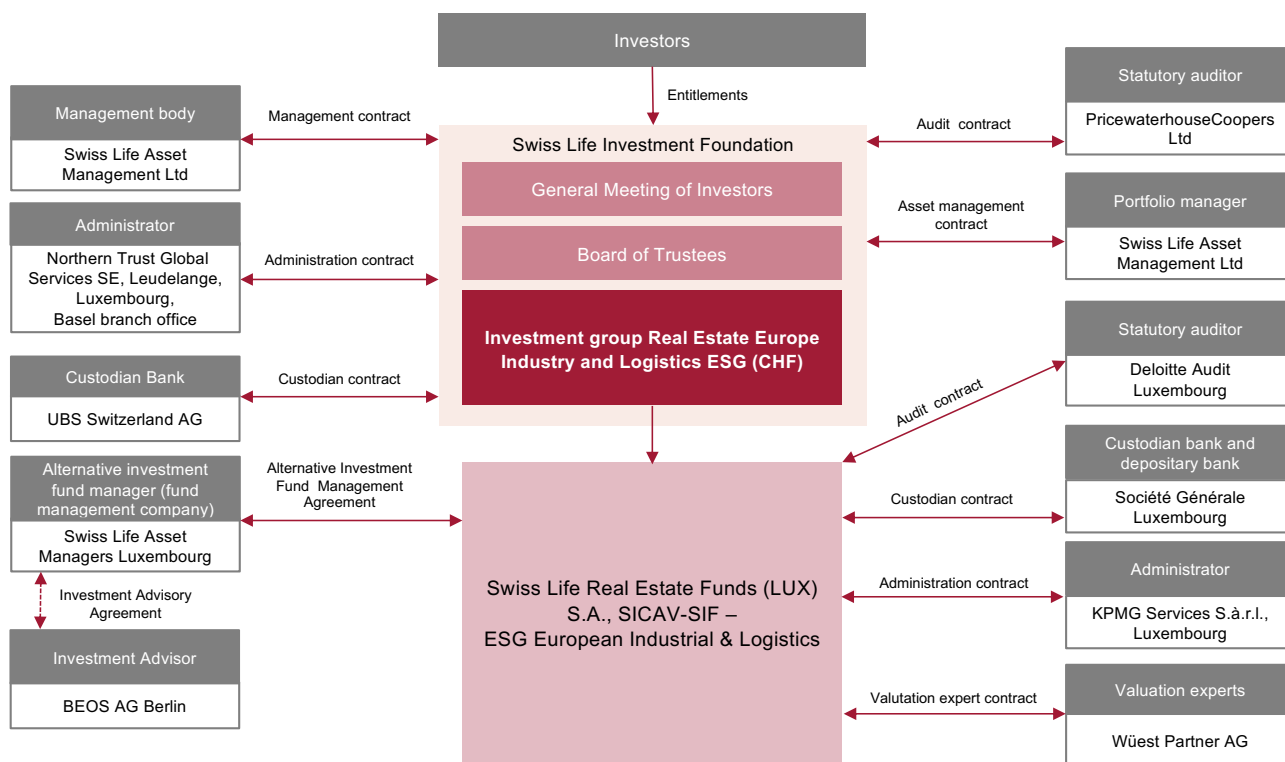 Investors
Entitlements
Management body
Swiss Life Asset
Management Ltd
Management contract
Administrator
Northern Trust Global
Services SE, Leudelange,
Luxembourg,
Basel branch office
Administration contract
Custodian Bank
UBS Switzerland AG
Custodian contract
Swiss Life Investment Foundation
General Meeting of Investors
Board of Trustees
Investment group Real Estate Europe
Industry and Logistics ESG (CHF)
Audit contract
Statutory auditor
PricewaterhouseCoopers
Ltd
Asset management
contract
Portfolio manager
Swiss Life Asset
Management Ltd
Audit contract
Statutory auditor
Deloitte Audit
Luxembourg
Alternative investment
fund manager (fund
management company)
Swiss Life Asset
Managers Luxembourg
Alternative Investment
Fund Management
Agreement
Investment Advisory
Agreement
Investment Advisor
BEOS AG Berlin
Swiss Life Real Estate Funds (LUX)
S.A., SICAV-SIF –
ESG European Industrial & Logistics
Custodian contract
Custodian bank and
depositary bank
Société Générale
Luxembourg
Administration contract
Administrator
KPMG Services S.à.r.l.,
Luxembourg
Valutation expert contract
Valuation experts
Wüest Partner AG